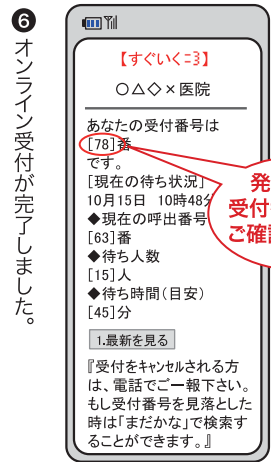 ❻オンライン受付が完了しました。
【すぐいくﾆ3】
○△◇×医院
あなたの受付番号は
[78]番
です。
[現在の待ち状況]
10月15日 10時48分
◆現在の呼出番号
[63]番
◆待ち人数
[15]人
◆待ち時間(目安)
[45]分
1.最新を見る
『受付をｷｬﾝｾﾙされる方
は、電話でご一報下さい。
もし受付番号を見落とした
時は「まだかな」で検索す
ることができます。』
発
受付
ご確認